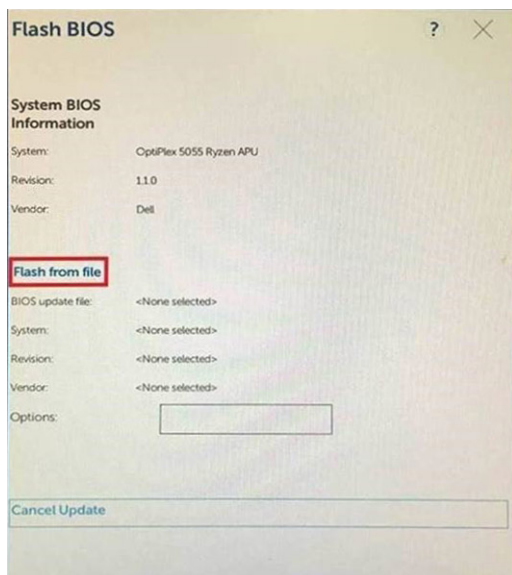 Flash BIOS
?
System BIOS
Information
System: OptiPlex 5055 Ryzen APU
Revision: 1.1.0
Vendor: Dell
Flash from file
BIOS update file: <None selected>
System: <None selected>
Revision: <None selected>
Vendor: <None selected>
Options:
Cancel Update